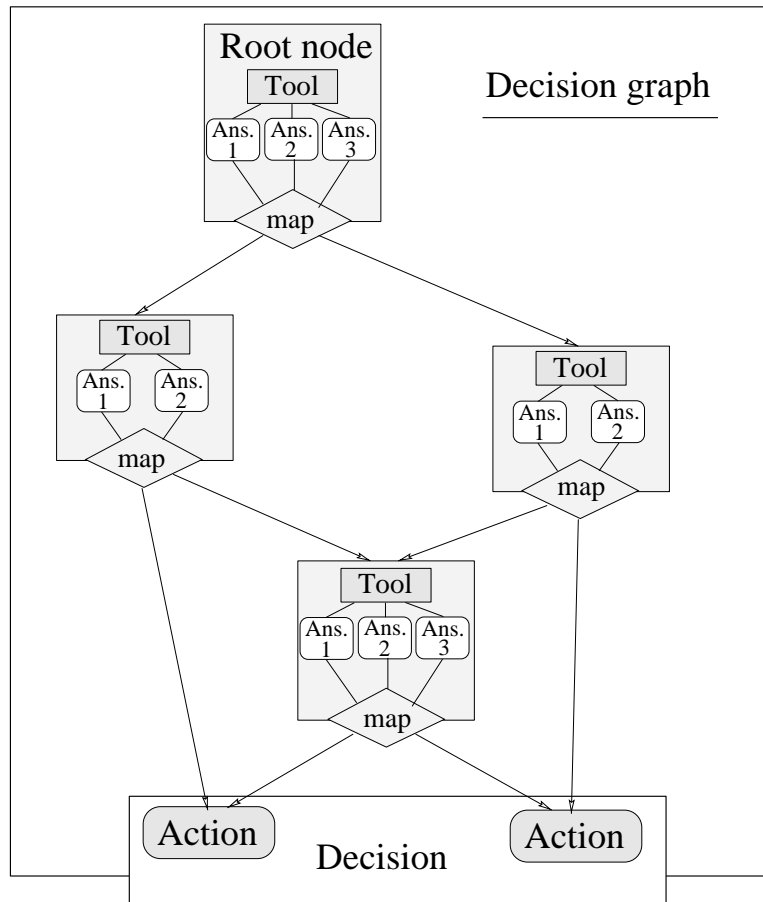 Root node
Decision graph
Tool
Ans. Ans. Ans.
1 2 3
map
Tool
Ans. Ans.
1 2
map
Tool
Ans. Ans.
1 2
map
Tool
Ans. Ans. Ans.
1 2 3
map
Action
Action
Decision